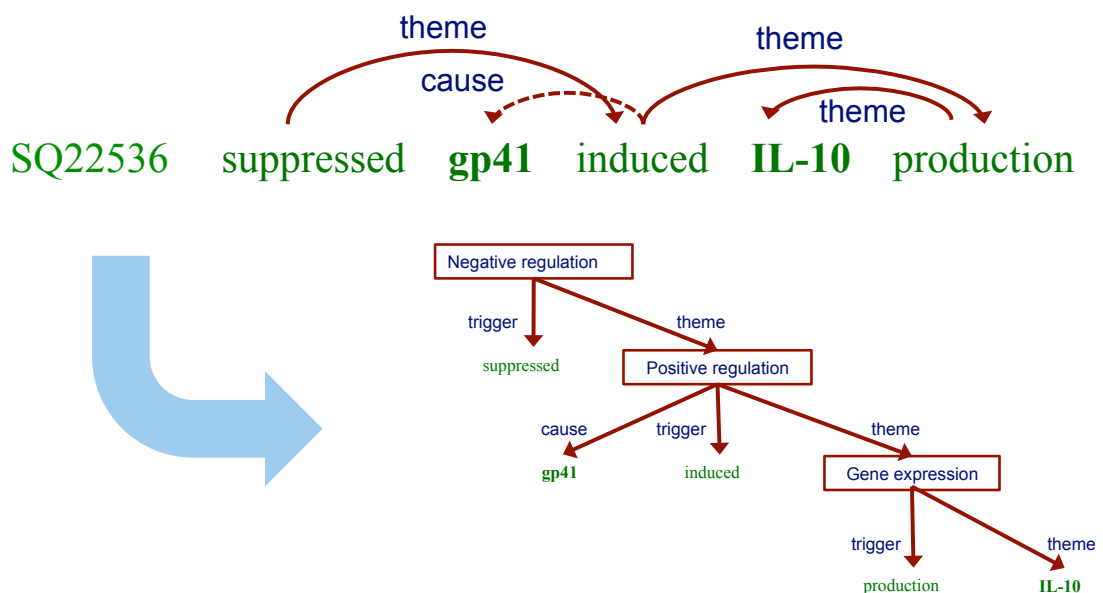 theme
theme
cause
theme
SQ22536 suppressed gp41 induced IL-10 production
Negative regulation
trigger theme
suppressed
Positive regulation
cause trigger theme
gp41 induced
Gene expression
trigger theme
production IL-10